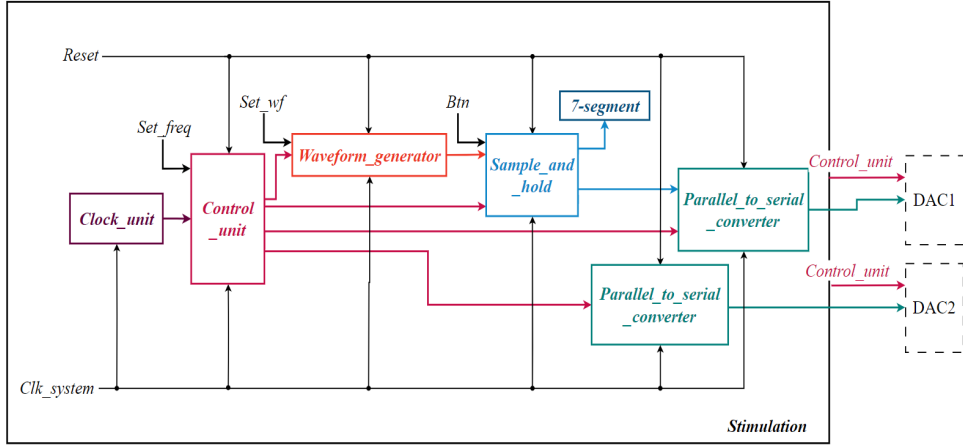 Reset
Set_wf
Btn
7-segment
Set_freq
Waveform_generator
Sample_and
_hold
Control_unit
Clock_unit
Control
_unit
Parallel_to_serial
_converter
DAC1
Control_unit
Parallel_to_serial
_converter
DAC2
Clk_system
Stimulation